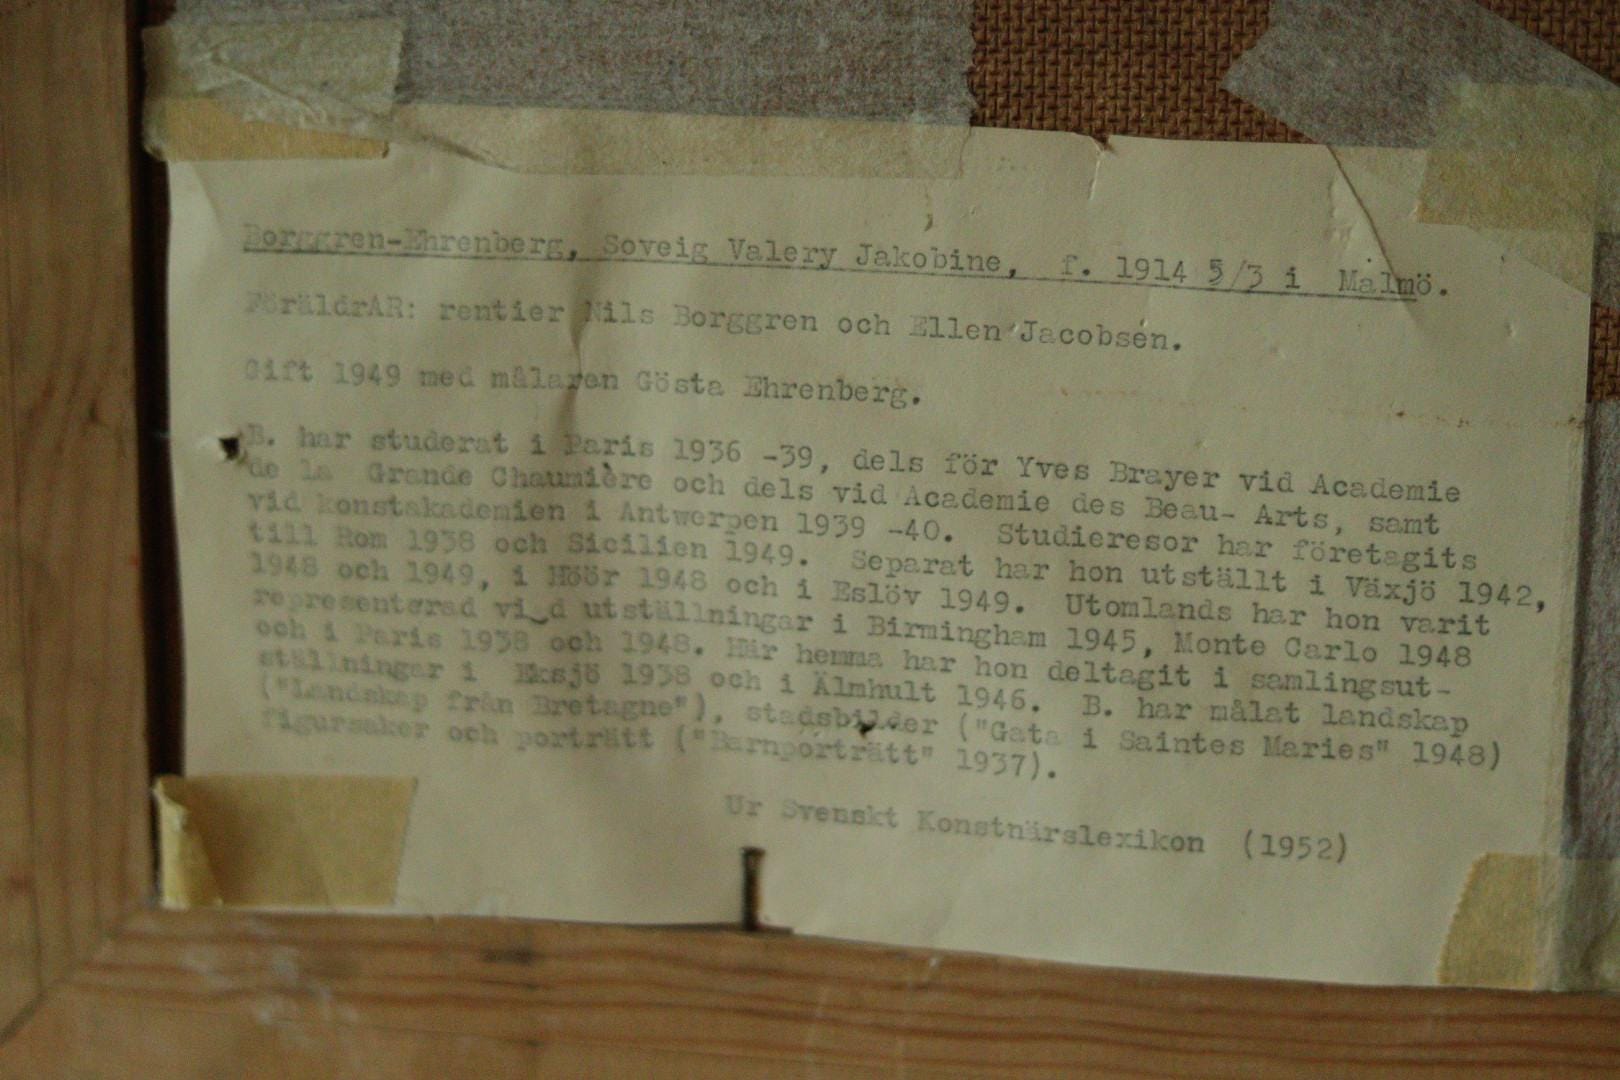 Borggren-Ehrenberg, Soveig Valery Jakobine, f. 1914 5/3 i Malmö.
FöräldrAR: rentier Nils Borggren och Ellen Jacobsen.
Gift 1949 med målaren Gösta Ehrenberg.
B. har studerat i Paris 1936 -39, dels för Yves Brayer vid Academie
de la Grande Chaumière och dels vid Academie des Beau- Arts, samt
vid konstakademien i Antwerpen 1939 -40. Studieresor har företagits
till Rom 1938 och Sicilien 1949. Separat har hon utställt i Växjö 1942,
1948 och 1949, i Höör 1948 och i Eslöv 1949. Utomlands har hon varit
representerad vi_d utställningar i Birmingham 1945, Monte Carlo 1948
och i Paris 1938 och 1948. Här hemma har hon deltagit i samlingsut-
ställningar i Eksjö 1938 och i Älmhult 1946. B. har målat landskap
("Landskap från Bretagne"), stadsbilder ("Gata i Saintes Maries" 1948)
figursaker och porträtt ("Barnporträtt" 1937).
Ur Svenskt Konstnärslexikon (1952)